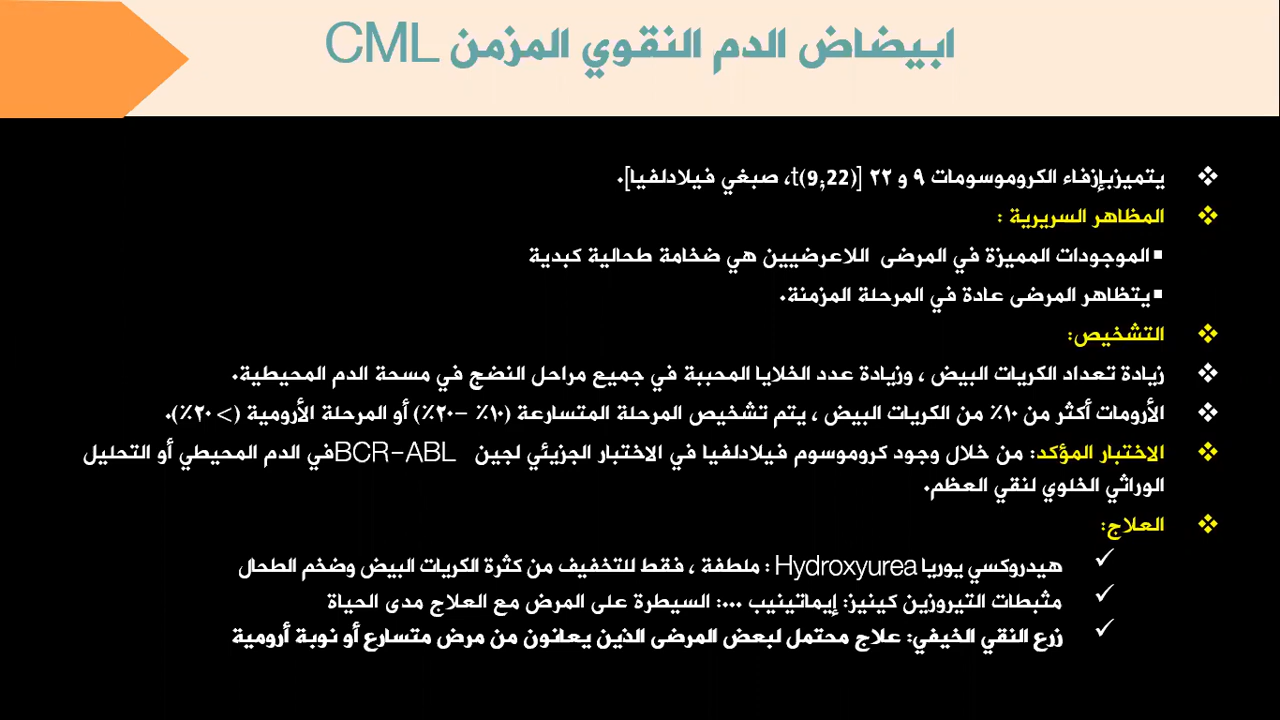 ابيضاض الدم النقوي المزمن CML
❖ يتميزبإزفاء الكروموسومات ٩ و ٢٢ [t(9;22)، صبغي فيلادلفيا].
❖ المظاهر السريرية :
▪ الموجودات المميزة في المرضى اللاعرضيين هي ضخامة طحالية كبدية
▪ يتظاهر المرضى عادة في المرحلة المزمنة.
❖ التشخيص:
❖ زيادة تعداد الكريات البيض ، وزيادة عدد الخلايا المحببة في جميع مراحل النضج في مسحة الدم المحيطية.
❖ الأرومات أكثر من ١٠٪ من الكريات البيض ، يتم تشخيص المرحلة المتسارعة (١٠٪ -٢٠٪) أو المرحلة الأرومية (> ٢٠٪).
❖ الاختبار المؤكد: من خلال وجود كروموسوم فيلادلفيا في الاختبار الجزيئي لجين BCR-ABLفي الدم المحيطي أو التحليل
الوراثي الخلوي لنقي العظم.
❖ العلاج:
✓ هيدروكسي يوريا Hydroxyurea : ملطفة ، فقط للتخفيف من كثرة الكريات البيض وضخم الطحال
✓ مثبطات التيروزين كينيز: إيماتينيب ...: السيطرة على المرض مع العلاج مدى الحياة
✓ زرع النقي الخيفي: علاج محتمل لبعض المرضى الذين يعانون من مرض متسارع أو نوبة أرومية